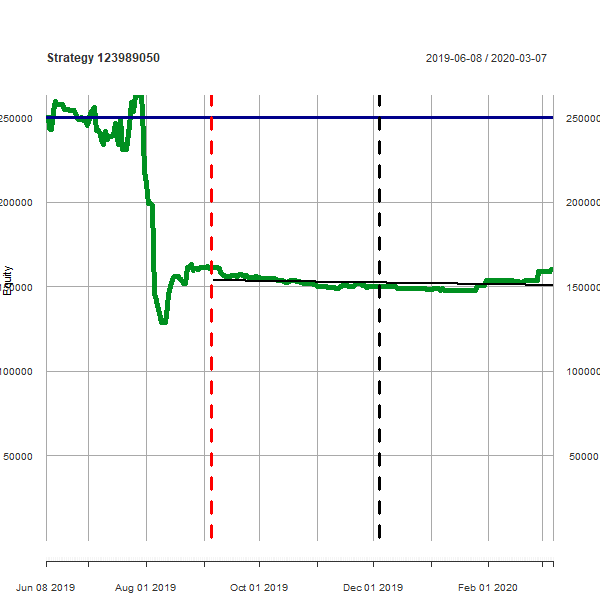 Strategy 123989050
2019-06-08 / 2020-03-07
250000
250000
200000
200000
Equity
150000
150000
100000
100000
50000
50000
Jun 08 2019
Aug 01 2019
Oct 01 2019
Dec 01 2019
Feb 01 2020